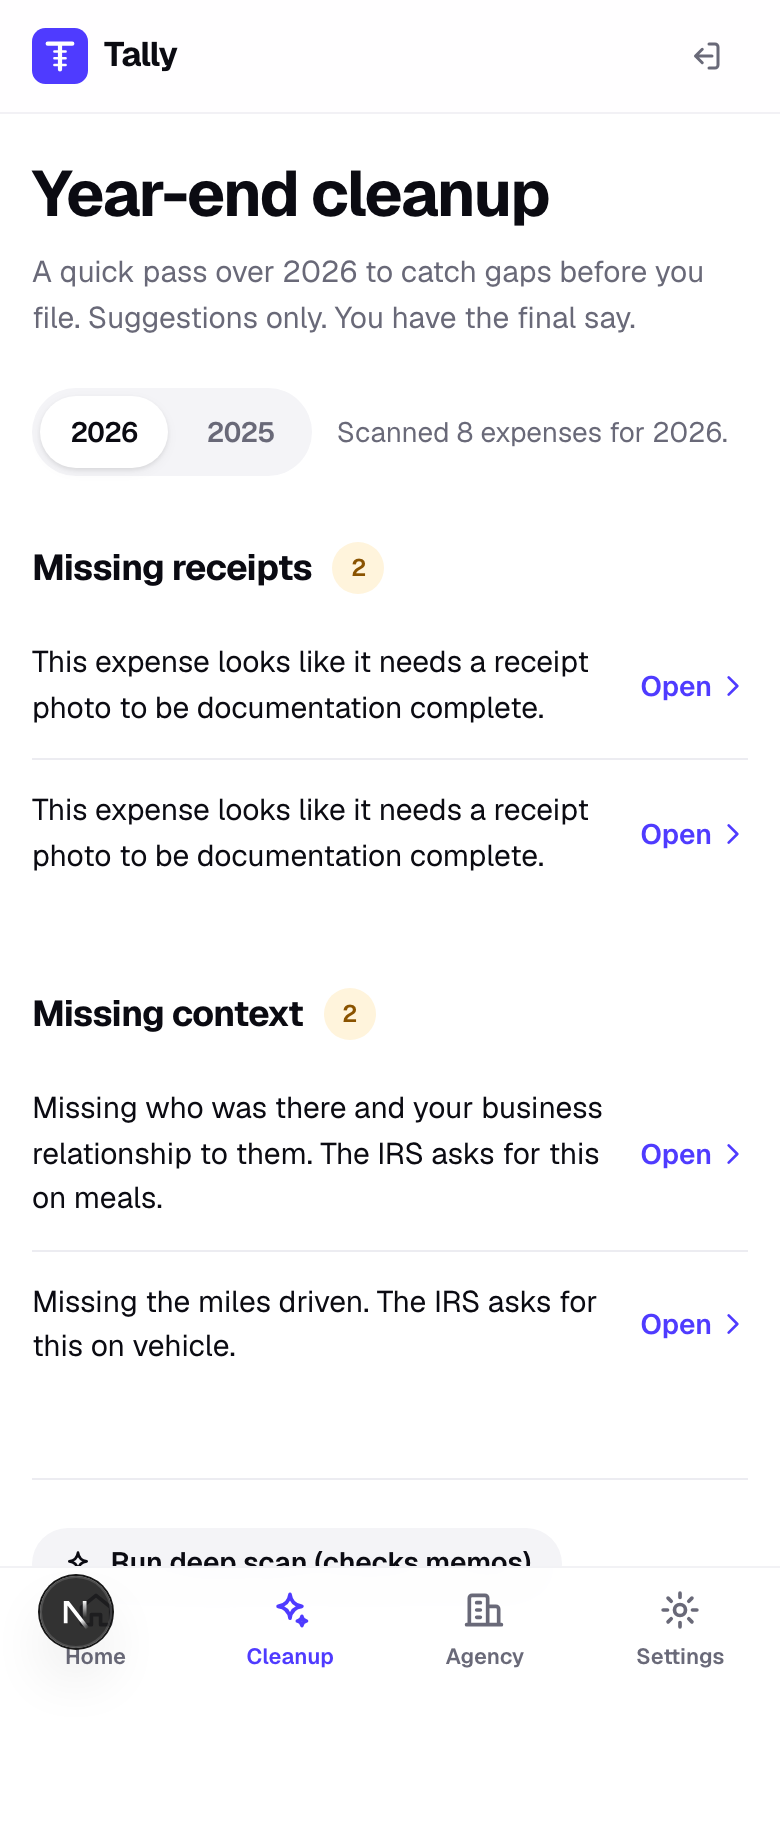 Tally
Year-end cleanup
A quick pass over 2026 to catch gaps before you
file. Suggestions only. You have the final say.
2026 2025 Scanned 8 expenses for 2026.
Missing receipts 2
This expense looks like it needs a receipt
photo to be documentation complete.
Open
This expense looks like it needs a receipt
photo to be documentation complete.
Open
Missing context 2
Missing who was there and your business
relationship to them. The IRS asks for this
on meals.
Open
Missing the miles driven. The IRS asks for
this on vehicle.
Open
Run deep scan (checks memos)
N
Home Cleanup Agency Settings